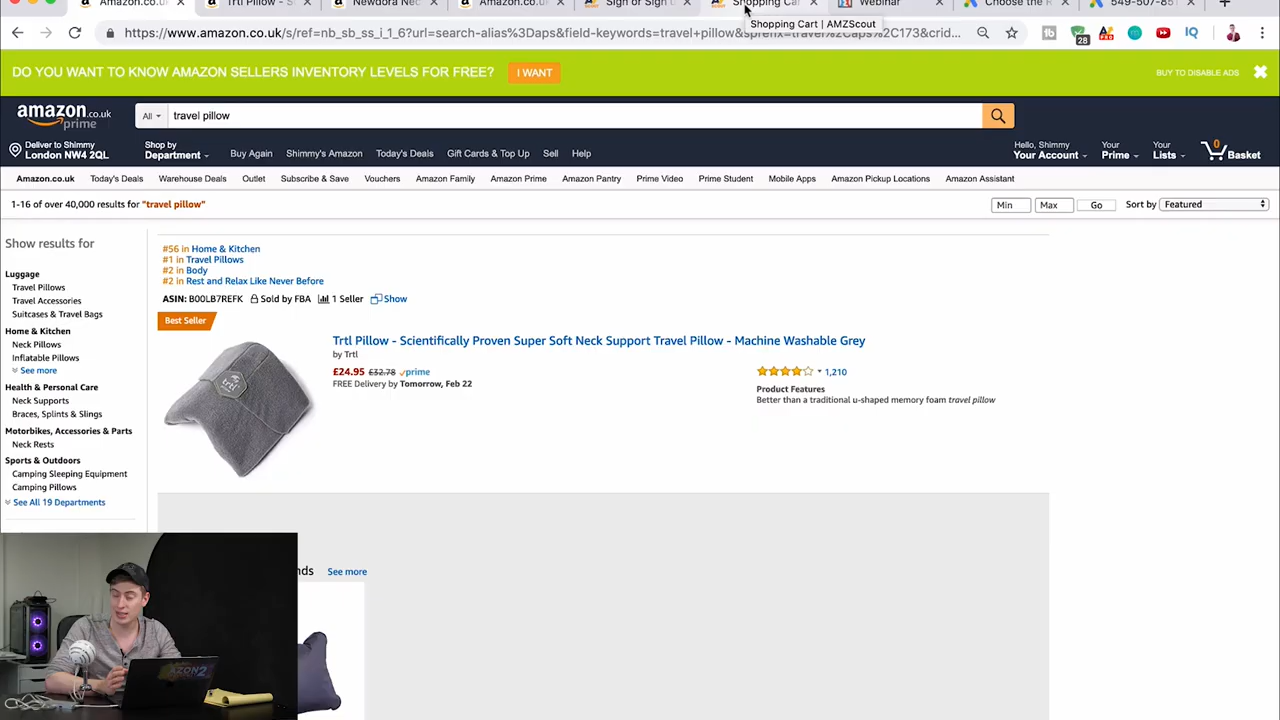 Amazon.co.uk
Trtl Pillow - S
Newdora Nec
Amazon.co.uk
Sign or Sign U
Shopping Car
Webinar
Choose the R
549-507-851
Shopping Cart | AMZScout
https://www.amazon.co.uk/s/ref=nb_sb_ss_i_1_6?url=search-alias%3Daps&field-keywords=travel+pillow&sprefix=travel%2Caps%2C173&crid...
28
DO YOU WANT TO KNOW AMAZON SELLERS INVENTORY LEVELS FOR FREE?
I WANT
BUY TO DISABLE ADS
amazon.co.uk
prime
All
travel pillow
Deliver to Shimmy
London NW4 2QL
Shop by
Department
Buy Again
Shimmy's Amazon
Today's Deals
Gift Cards & Top Up
Sell
Help
Hello, Shimmy
Your Account
Your
Prime
Your
Lists
0
Basket
Amazon.co.uk
Today's Deals
Warehouse Deals
Outlet
Subscribe & Save
Vouchers
Amazon Family
Amazon Prime
Amazon Pantry
Prime Video
Prime Student
Mobile Apps
Amazon Pickup Locations
Amazon Assistant
1-16 of over 40,000 results for "travel pillow"
Min
Max
Go
Sort by
Featured
Show results for
Luggage
Travel Pillows
Travel Accessories
Suitcases & Travel Bags
Home & Kitchen
Neck Pillows
Inflatable Pillows
See more
Health & Personal Care
Neck Supports
Braces, Splints & Slings
Motorbikes, Accessories & Parts
Neck Rests
Sports & Outdoors
Camping Sleeping Equipment
Camping Pillows
See All 19 Departments
#56 in Home & Kitchen
#1 in Travel Pillows
#2 in Body
#2 in Rest and Relax Like Never Before
ASIN: B00LB7REFK
Sold by FBA
1 Seller
Show
Best Seller
trtl
Trtl Pillow - Scientifically Proven Super Soft Neck Support Travel Pillow - Machine Washable Grey
by Trtl
£24.95 £32.78 prime
FREE Delivery by Tomorrow, Feb 22
1,210
Product Features
Better than a traditional u-shaped memory foam travel pillow
nds
See more